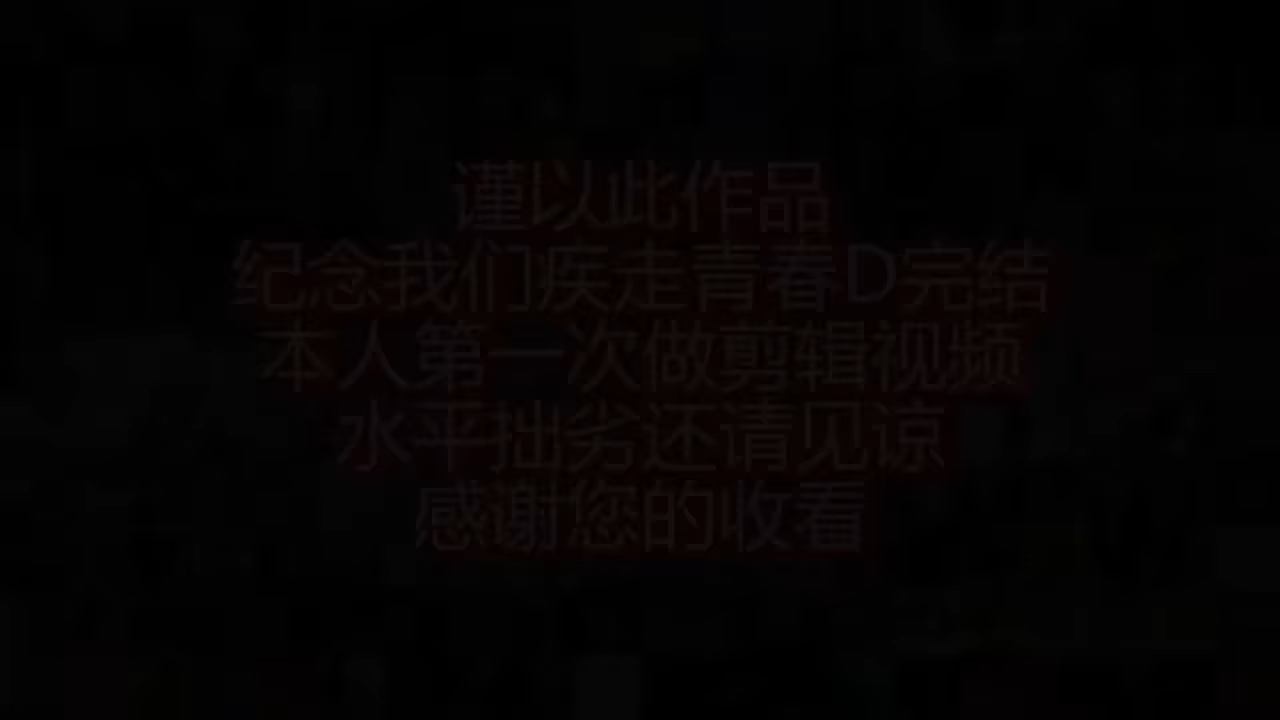 谨以此作品
纪念我们疾走青春D完结
本人第一次做剪辑视频
水平拙劣还请见谅
感谢您的收看